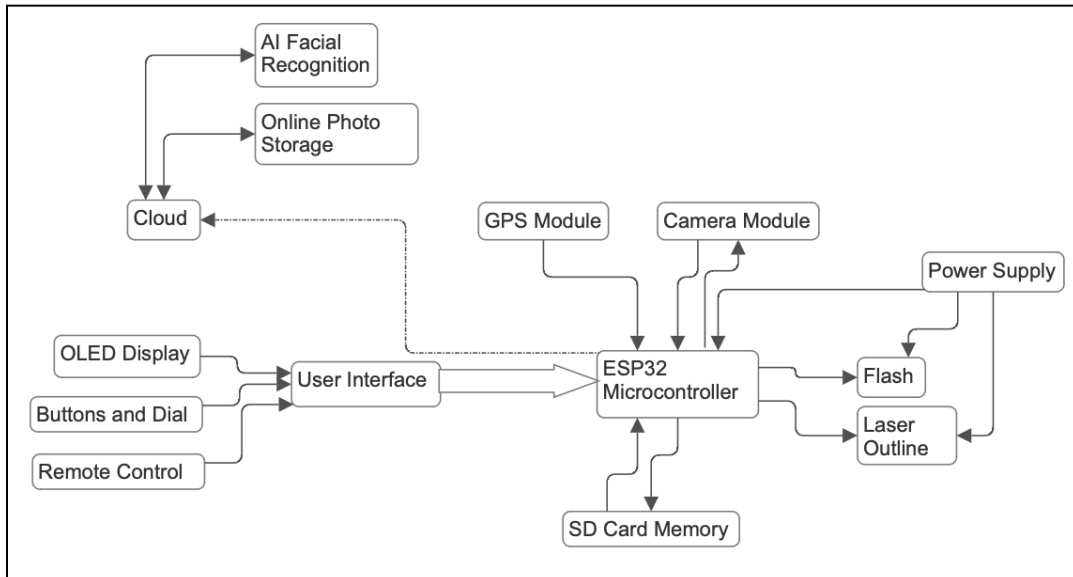 AI Facial
Recognition
Online Photo
Storage
Cloud
GPS Module
Camera Module
Power Supply
OLED Display
Buttons and Dial
Remote Control
User Interface
ESP32
Microcontroller
Flash
Laser
Outline
SD Card Memory